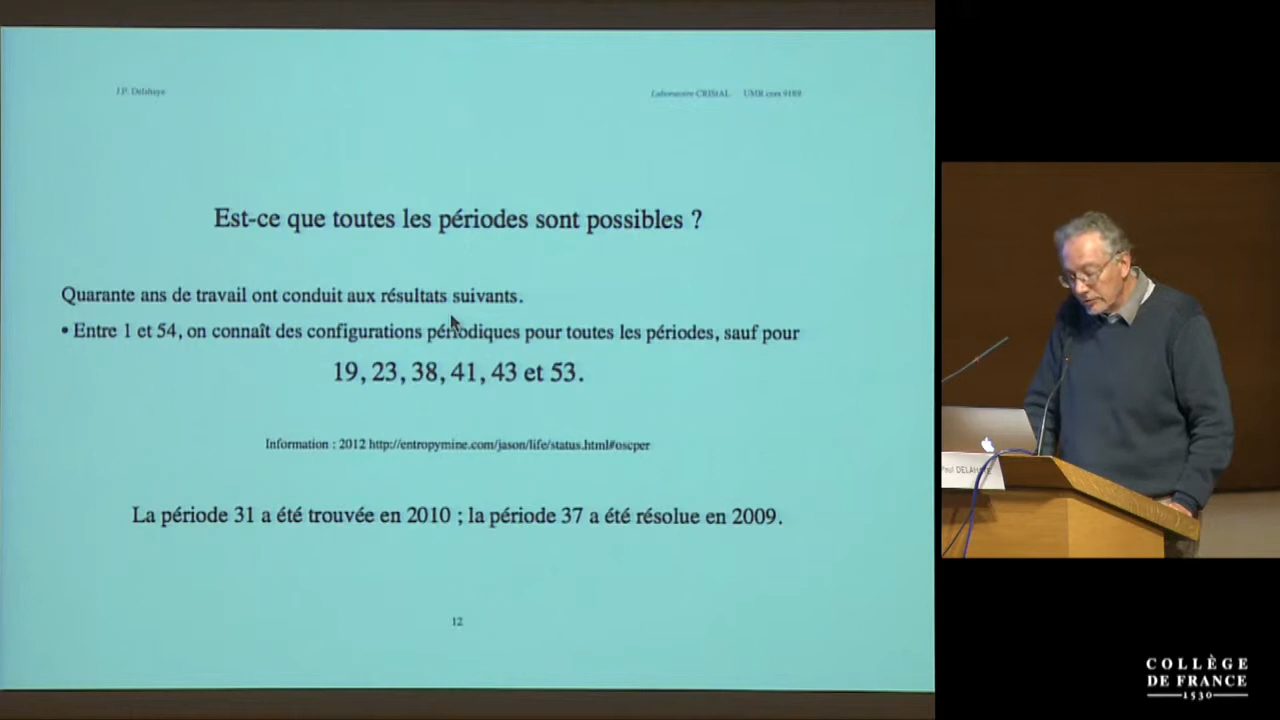 J.P. Delahaye
Laboratoire CRIStAL UMR cnrs 9189
Est-ce que toutes les périodes sont possibles ?
Quarante ans de travail ont conduit aux résultats suivants.
• Entre 1 et 54, on connaît des configurations périodiques pour toutes les périodes, sauf pour
19, 23, 38, 41, 43 et 53.
Information : 2012 http://entropymine.com/jason/life/status.html#oscper
La période 31 a été trouvée en 2010 ; la période 37 a été résolue en 2009.
12
Paul DELAHAYE
COLLÈGE
DE FRANCE
1530